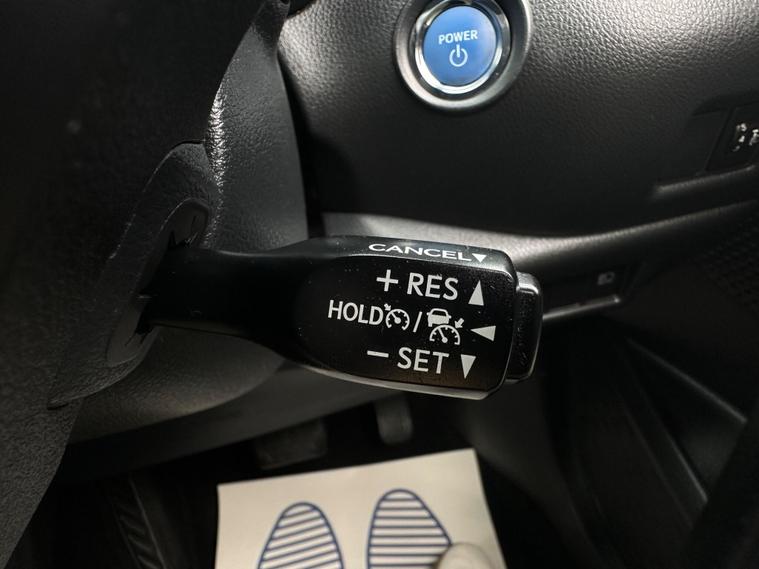 POWER
CANCEL▼
+ RES ▲
HOLD / ◀
− SET ▼